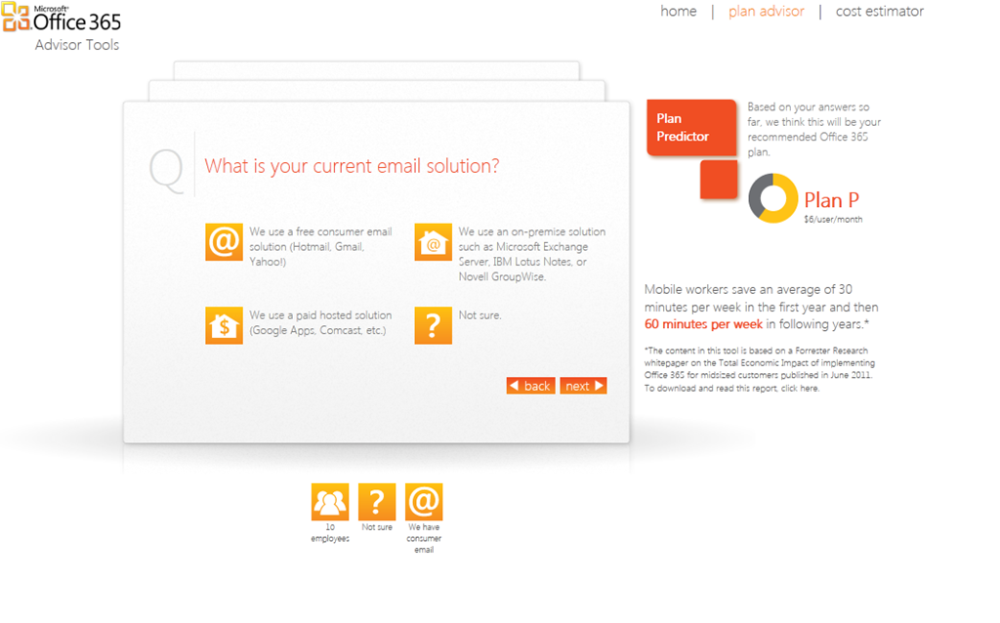 Microsoft®
Office 365
Advisor Tools
home | plan advisor | cost estimator
Q
What is your current email solution?
@
We use a free consumer email
solution (Hotmail, Gmail,
Yahoo!)
@
We use an on-premise solution
such as Microsoft Exchange
Server, IBM Lotus Notes, or
Novell GroupWise.
$
We use a paid hosted solution
(Google Apps, Comcast, etc.)
?
Not sure.
back
next
Plan
Predictor
Based on your answers so
far, we think this will be your
recommended Office 365
plan.
Plan P
$6/user/month
Mobile workers save an average of 30
minutes per week in the first year and then
60 minutes per week in following years.*
*The content in this tool is based on a Forrester Research
whitepaper on the Total Economic Impact of implementing
Office 365 for midsized customers published in June 2011.
To download and read this report, click here.
10
employees
?
Not sure
@
We have
consumer
email